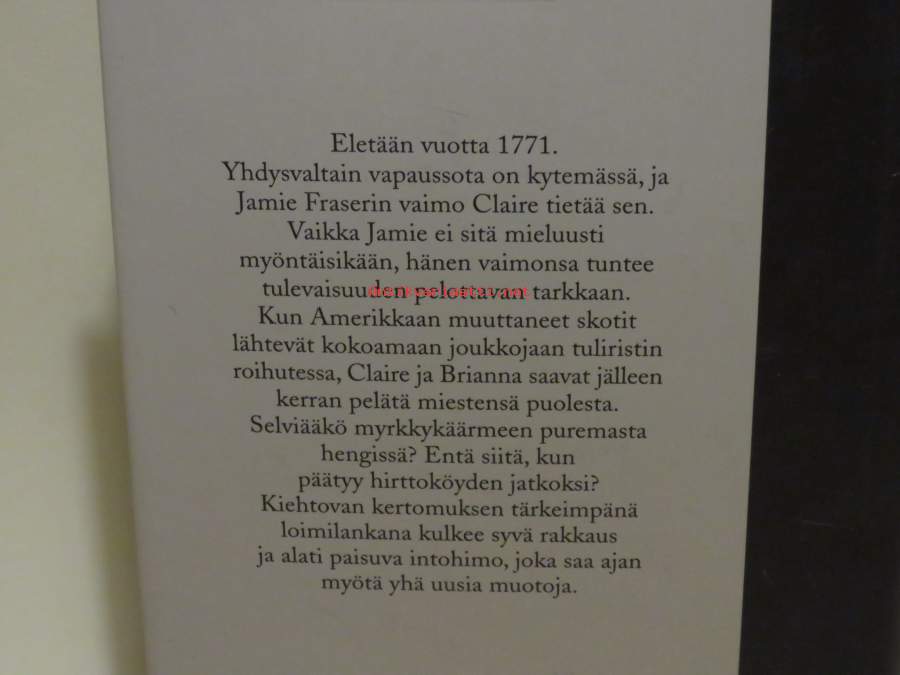 Eletään vuotta 1771.
Yhdysvaltain vapaussota on kytemässä, ja
Jamie Fraserin vaimo Claire tietää sen.
Vaikka Jamie ei sitä mieluusti
myöntäisikään, hänen vaimonsa tuntee
tulevaisuuden pelottavan tarkkaan.
Kun Amerikkaan muuttaneet skotit
lähtevät kokoamaan joukkojaan tuliristin
roihutessa, Claire ja Brianna saavat jälleen
kerran pelätä miestensä puolesta.
Selviääkö myrkkykäärmeen puremasta
hengissä? Entä siitä, kun
päätyy hirttoköyden jatkoksi?
Kiehtovan kertomuksen tärkeimpänä
loimilankana kulkee syvä rakkaus
ja alati paisuva intohimo, joka saa ajan
myötä yhä uusia muotoja.